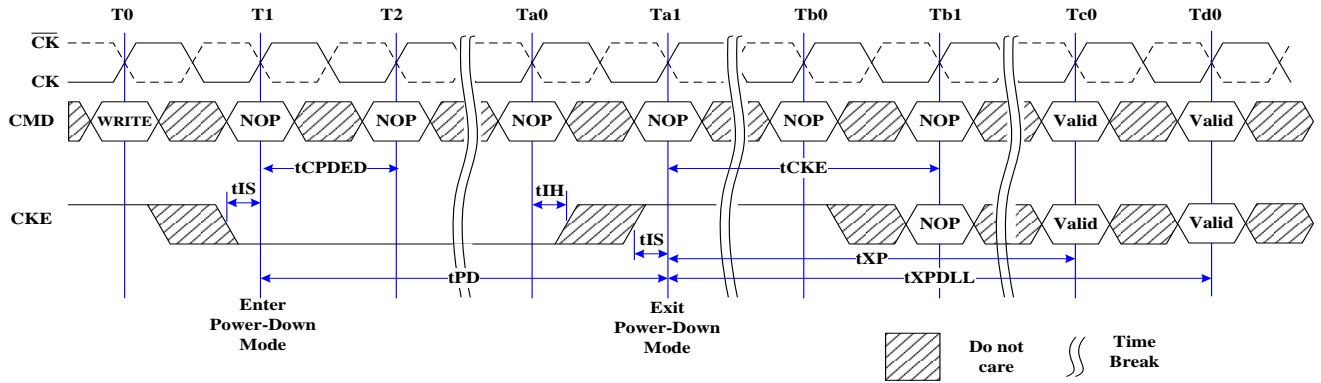 T0 T1 T2 Ta0 Ta1 Tb0 Tb1 Tc0 Td0
CK
CK
CMD WRITE NOP NOP NOP NOP NOP NOP Valid Valid
tCPDED tCKE
tIS tIH
CKE NOP Valid Valid
tIS
tXP
tPD tXPDLL
Enter
Power-Down
Mode
Exit
Power-Down
Mode
Do not
care
Time
Break